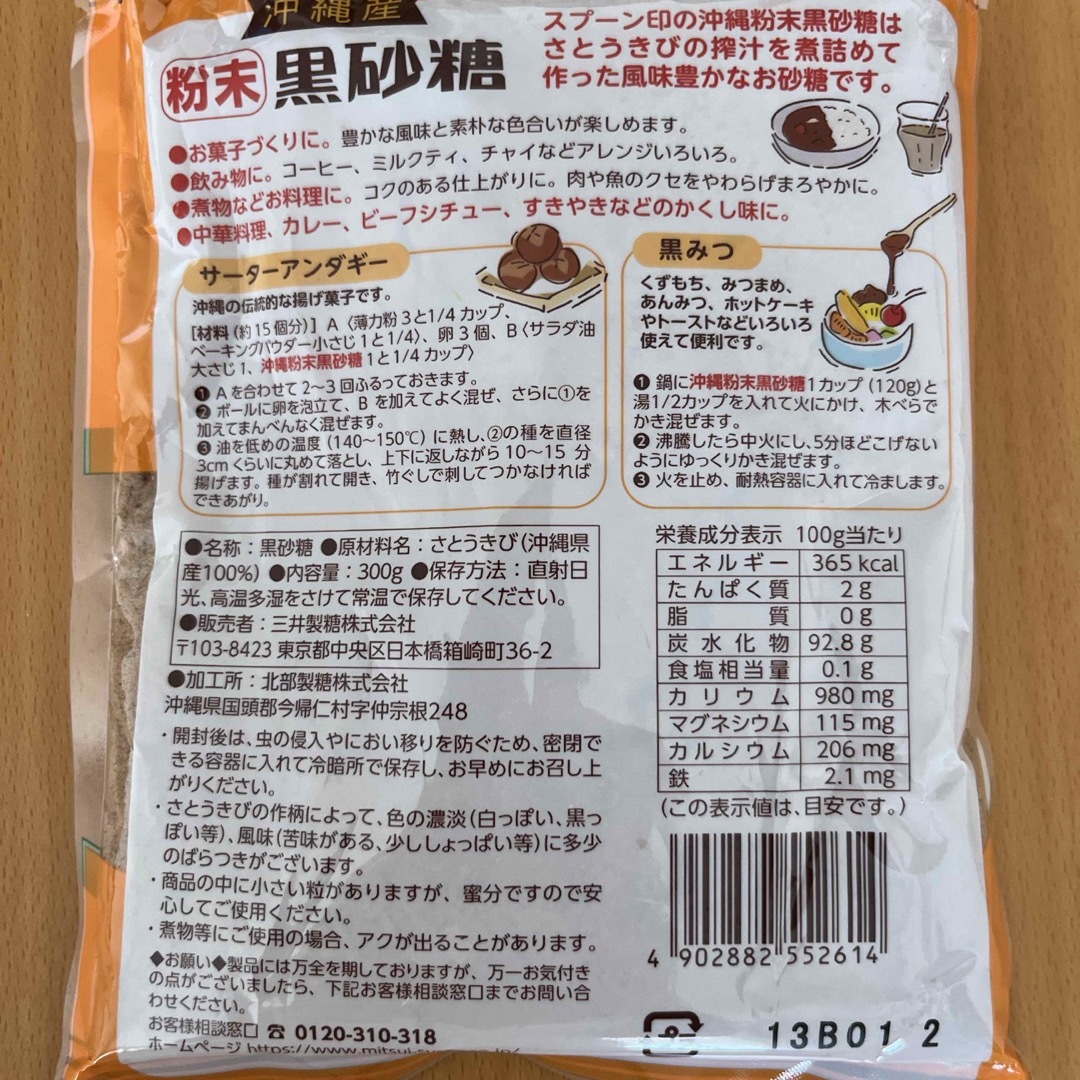 沖縄産
粉末 黒砂糖
スプーン印の沖縄粉末黒砂糖は
さとうきびの搾汁を煮詰めて
作った風味豊かなお砂糖です。
●お菓子づくりに。豊かな風味と素朴な色合いが楽しめます。
●飲み物に。コーヒー、ミルクティ、チャイなどアレンジいろいろ。
●煮物などお料理に。コクのある仕上がりに。肉や魚のクセをやわらげまろやかに。
●中華料理、カレー、ビーフシチュー、すきやきなどのかくし味に。
サーターアンダギー
沖縄の伝統的な揚げ菓子です。
[材料(約15個分)] A〈薄力粉3と1/4カップ、
ベーキングパウダー小さじ1と1/4〉、卵3個、B〈サラダ油
大さじ1、沖縄粉末黒砂糖1と1/4カップ〉
❶ Aを合わせて2〜3回ふるっておきます。
❷ ボールに卵を泡立て、Bを加えてよく混ぜ、さらに①を
加えてまんべんなく混ぜます。
❸ 油を低めの温度(140〜150℃)に熱し、②の種を直径
3cmくらいに丸めて落とし、上下に返しながら10〜15分
揚げます。種が割れて開き、竹ぐしで刺してつかなければ
できあがり。
黒みつ
くずもち、みつまめ、
あんみつ、ホットケーキ
やトーストなどいろいろ
使えて便利です。
❶ 鍋に沖縄粉末黒砂糖1カップ(120g)と
湯1/2カップを入れて火にかけ、木べらで
かき混ぜます。
❷ 沸騰したら中火にし、5分ほどこげない
ようにゆっくりかき混ぜます。
❸ 火を止め、耐熱容器に入れて冷まします。
●名称:黒砂糖 ●原材料名:さとうきび(沖縄県
産100%) ●内容量:300g ●保存方法:直射日
光、高温多湿をさけて常温で保存してください。
●販売者:三井製糖株式会社
〒103-8423 東京都中央区日本橋箱崎町36-2
●加工所:北部製糖株式会社
沖縄県国頭郡今帰仁村字仲宗根248
・開封後は、虫の侵入やにおい移りを防ぐため、密閉で
きる容器に入れて冷暗所で保存し、お早めにお召し上
がりください。
・さとうきびの作柄によって、色の濃淡(白っぽい、黒っ
ぽい等)、風味(苦味がある、少ししょっぱい等)に多少
のばらつきがございます。
・商品の中に小さい粒がありますが、蜜分ですので安
心してご使用ください。
・煮物等にご使用の場合、アクが出ることがあります。
◆お願い◆製品には万全を期しておりますが、万一お気付き
の点がございましたら、下記お客様相談窓口までお問い合
わせください。
お客様相談窓口 ☎ 0120-310-318
ホームページ
栄養成分表示 100g当たり
エネルギー 365 kcal
たんぱく質 2 g
脂質 0 g
炭水化物 92.8 g
食塩相当量 0.1 g
カリウム 980 mg
マグネシウム 115 mg
カルシウム 206 mg
鉄 2.1 mg
(この表示値は、目安です。)
4 902882 552614
13B01 2